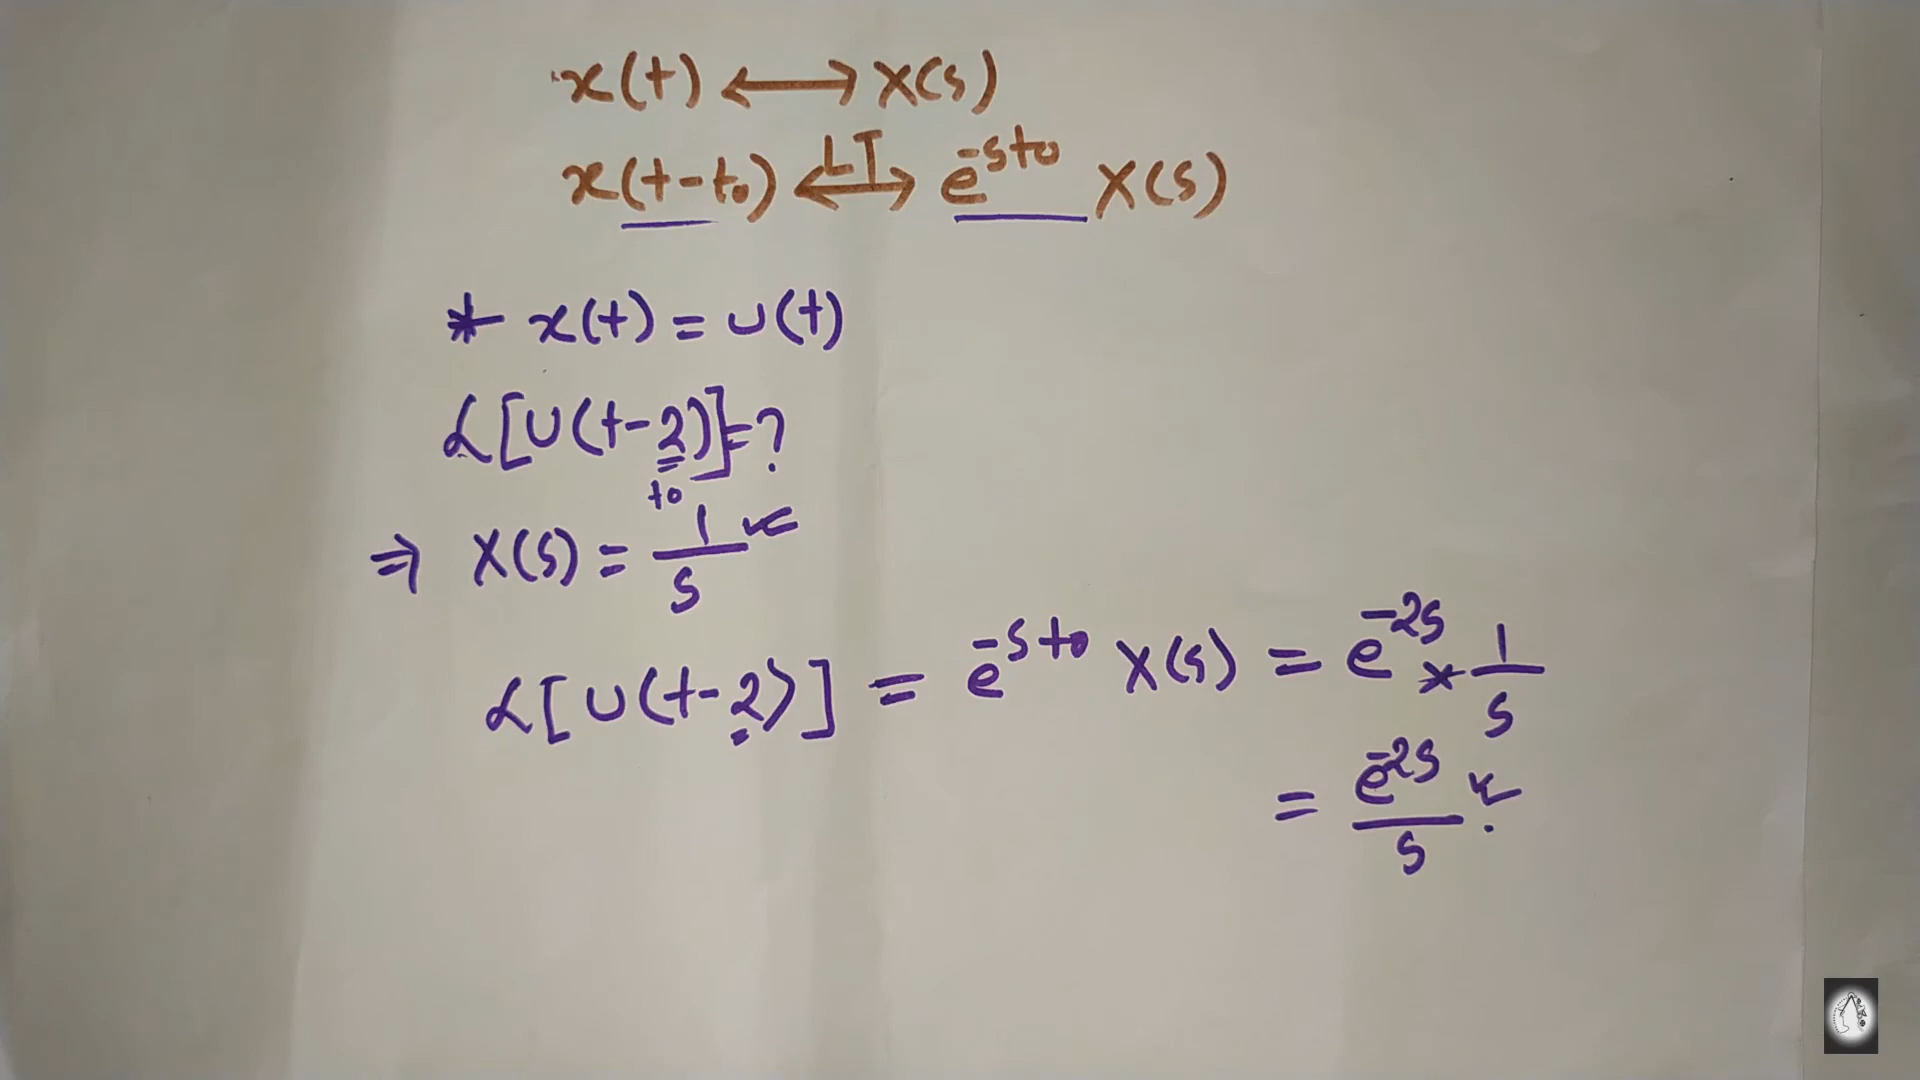 x(t) ⟷ X(s)
x(t-t₀) ⟷ LT e^{-st₀} X(s)
* x(t) = u(t)
ℒ[u(t-2)] = ?
t₀
⇒ X(s) = 1/s
ℒ[u(t-2)] = e^{-st₀} X(s) = e^{-2s} * 1/s
= e^{-2s}/s